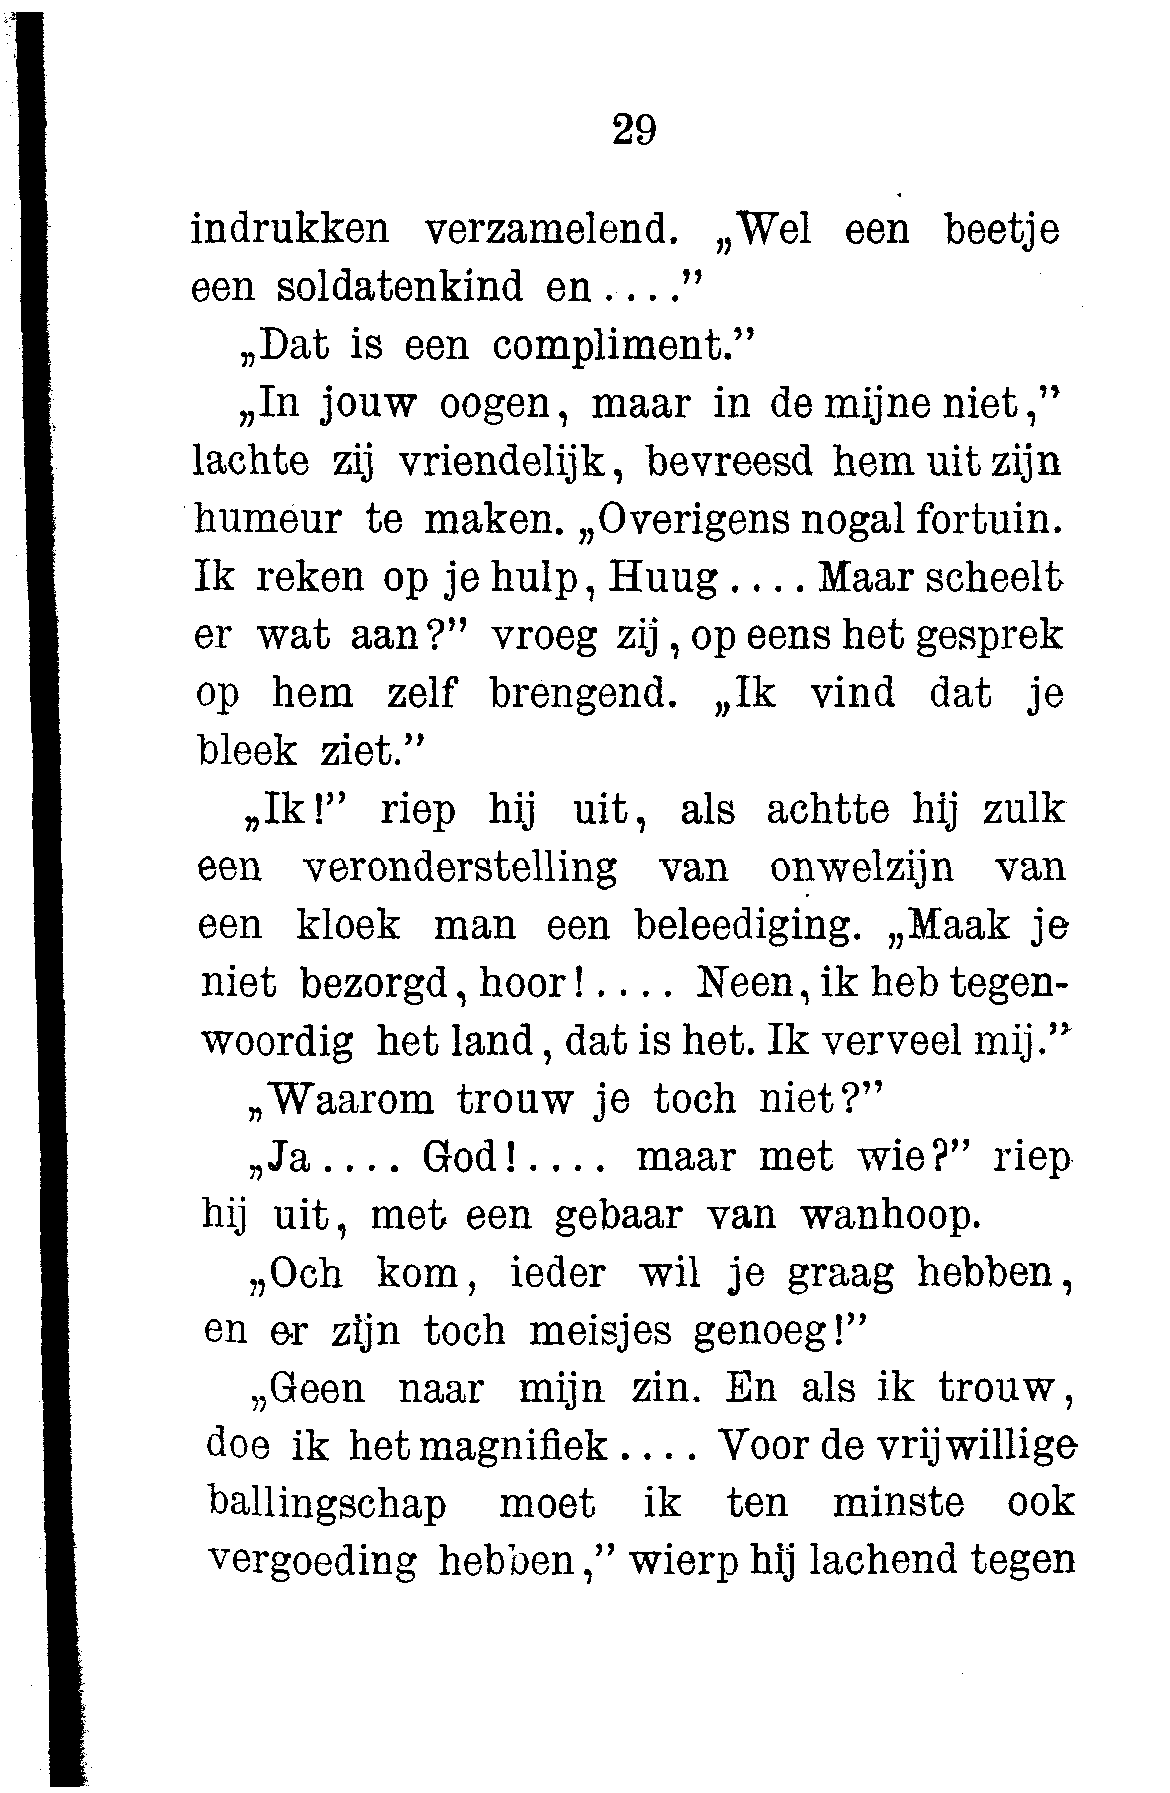 29
indrukken verzamelend. „Wel een beetje
een soldatenkind en....”
„Dat is een compliment.”
„In jouw oogen, maar in de mijne niet,”
lachte zij vriendelijk, bevreesd hem uit zijn
humeur te maken. „Overigens nogal fortuin.
Ik reken op je hulp, Huug.... Maar scheelt
er wat aan?” vroeg zij, op eens het gesprek
op hem zelf brengend. „Ik vind dat je
bleek ziet.”
„Ik!” riep hij uit, als achtte hij zulk
een veronderstelling van onwelzijn van
een kloek man een beleediging. „Maak je
niet bezorgd, hoor!.... Neen, ik heb tegen-
woordig het land, dat is het. Ik verveel mij.”
„Waarom trouw je toch niet?”
„Ja.... God!.... maar met wie?” riep
hij uit, met een gebaar van wanhoop.
„Och kom, ieder wil je graag hebben,
en er zijn toch meisjes genoeg!”
„Geen naar mijn zin. En als ik trouw,
doe ik het magnifiek.... Voor de vrijwillige
ballingschap moet ik ten minste ook
vergoeding hebben,” wierp hij lachend tegen